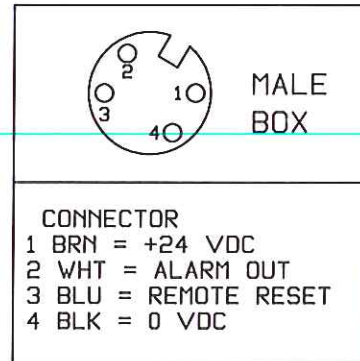 2
1
MALE
3
4
BOX
CONNECTOR
1 BRN = +24 VDC
2 WHT = ALARM OUT
3 BLU = REMOTE RESET
4 BLK = 0 VDC